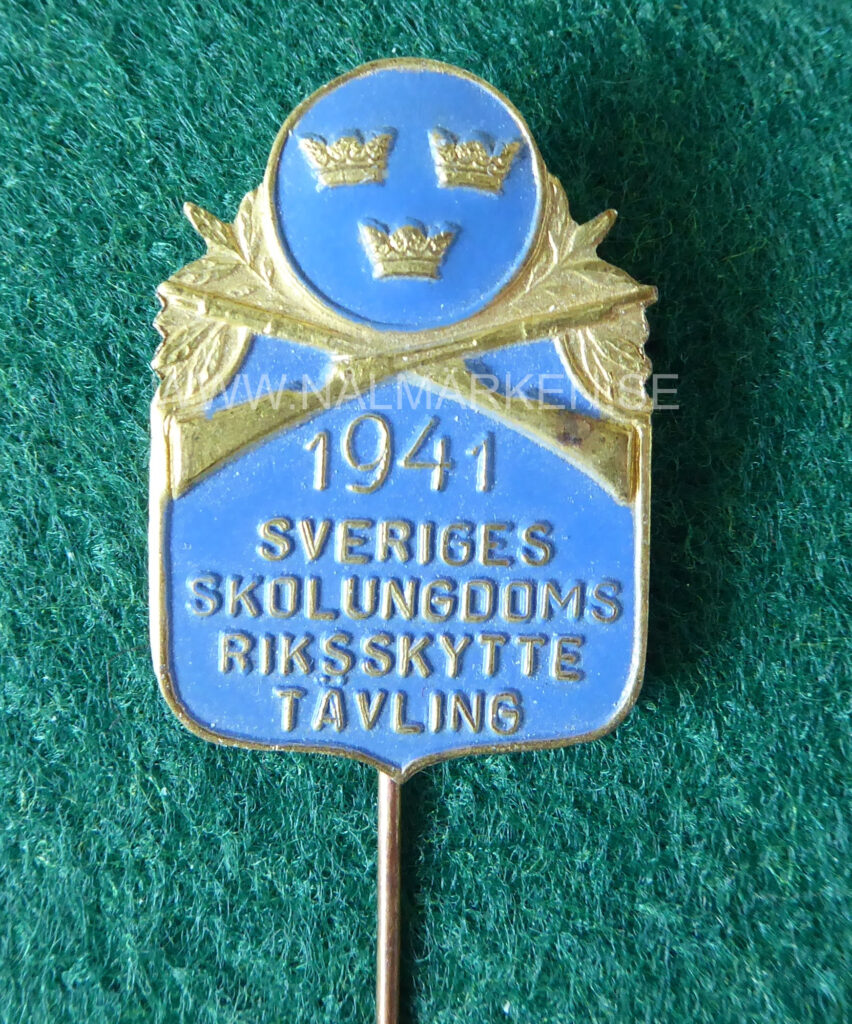 WWW.NALMARKEN.SE
1941
SVERIGES
SKOLUNGDOMS
RIKSSKYTTE
TÄVLING